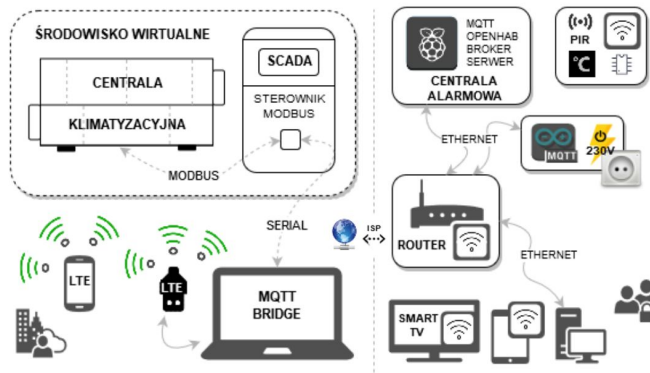 ŚRODOWISKO WIRTUALNE
CENTRALA
KLIMATYZACYJNA
SCADA
STEROWNIK
MODBUS
MODBUS
SERIAL
LTE
LTE
MQTT
BRIDGE
ISP
MQTT
OPENHAB
BROKER
SERWER
CENTRALA
ALARMOWA
PIR
°C
ETHERNET
MQTT
230V
ROUTER
ETHERNET
SMART
TV